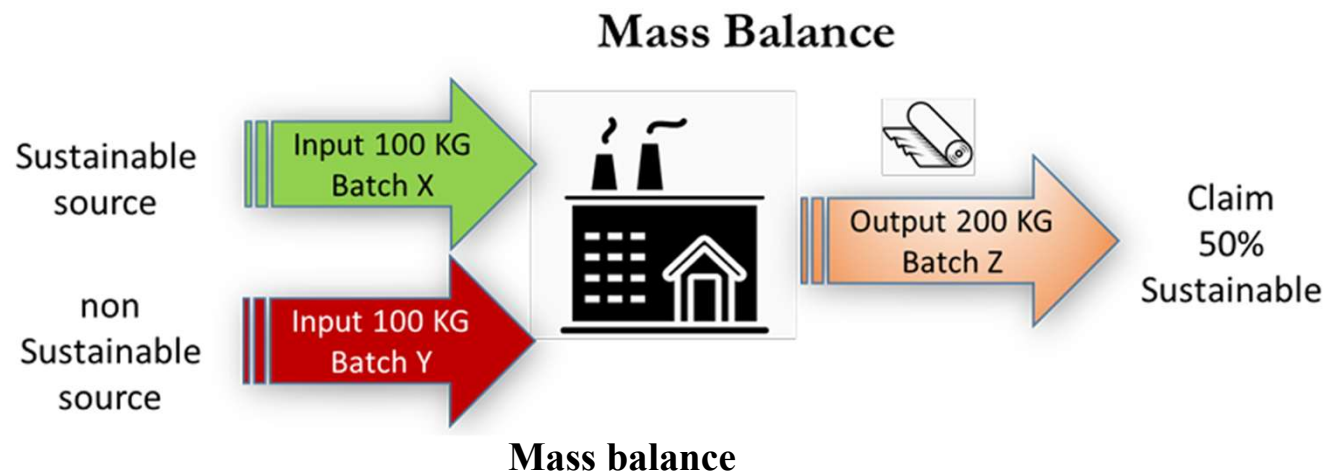 Mass Balance
Sustainable
source
Input 100 KG
Batch X
non
Sustainable
source
Input 100 KG
Batch Y
Output 200 KG
Batch Z
Claim
50%
Sustainable
Mass balance